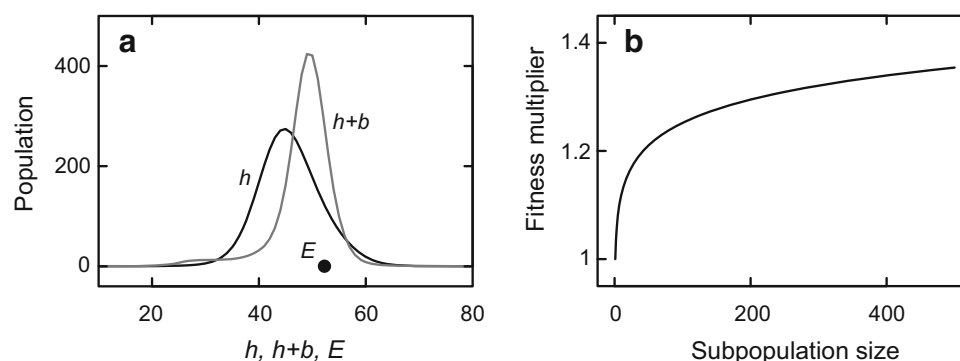 a
Population
400
200
0
h
h+b
E
20
40
60
80
h, h+b, E
b
Fitness multiplier
1.4
1.2
1
0
200
400
Subpopulation size